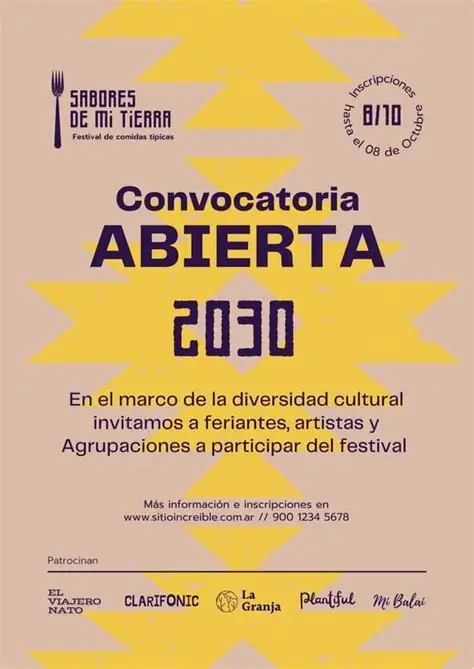 SABORES
DE Mi TiERRA
Festival de comidas típicas
Inscripciones
8/10
hasta el 08 de Octubre
Convocatoria
ABIERTA
2030
En el marco de la diversidad cultural
invitamos a feriantes, artistas y
Agrupaciones a participar del festival
Más información e inscripciones en
www.sitioincreible.com.ar // 900 1234 5678
Patrocinan
EL
VIAJERO
NATO
CLARIFONIC
La
Granja
Plantiful
Mi Balai